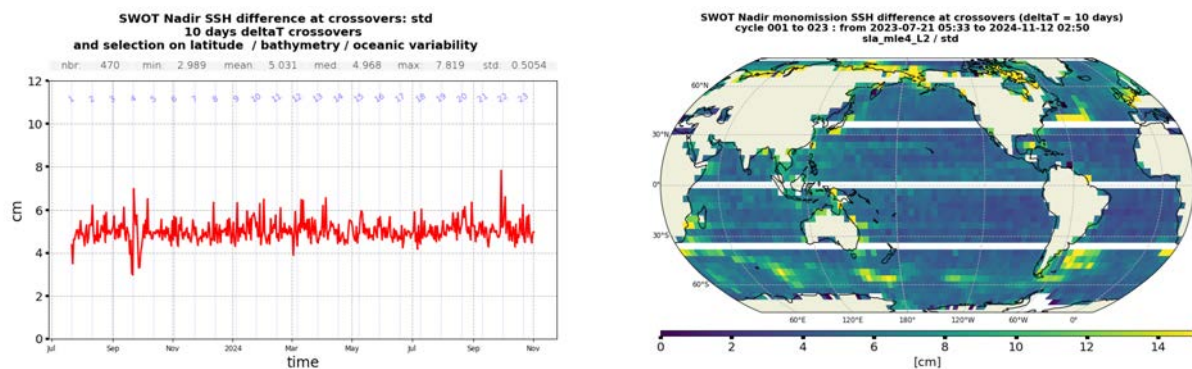 SWOT Nadir SSH difference at crossovers: std
10 days deltaT crossovers
and selection on latitude / bathymetry / oceanic variability
nbr: 470 min: 2.989 mean: 5.031 med: 4.968 max: 7.819 std: 0.5054
12
10
8
6
4
2
0
cm
1 2 3 4 5 6 7 8 9 10 11 12 13 14 15 16 17 18 19 20 21 22 23
Jul Sep Nov 2024 Mar May Jul Sep Nov
time
SWOT Nadir monomission SSH difference at crossovers (deltaT = 10 days)
cycle 001 to 023 : from 2023-07-21 05:33 to 2024-11-12 02:50
sla_mle4_L2 / std
60°N
30°N
0°
30°S
60°S
60°E 120°E 180° 120°W 60°W 0°
0 2 4 6 8 10 12 14
[cm]